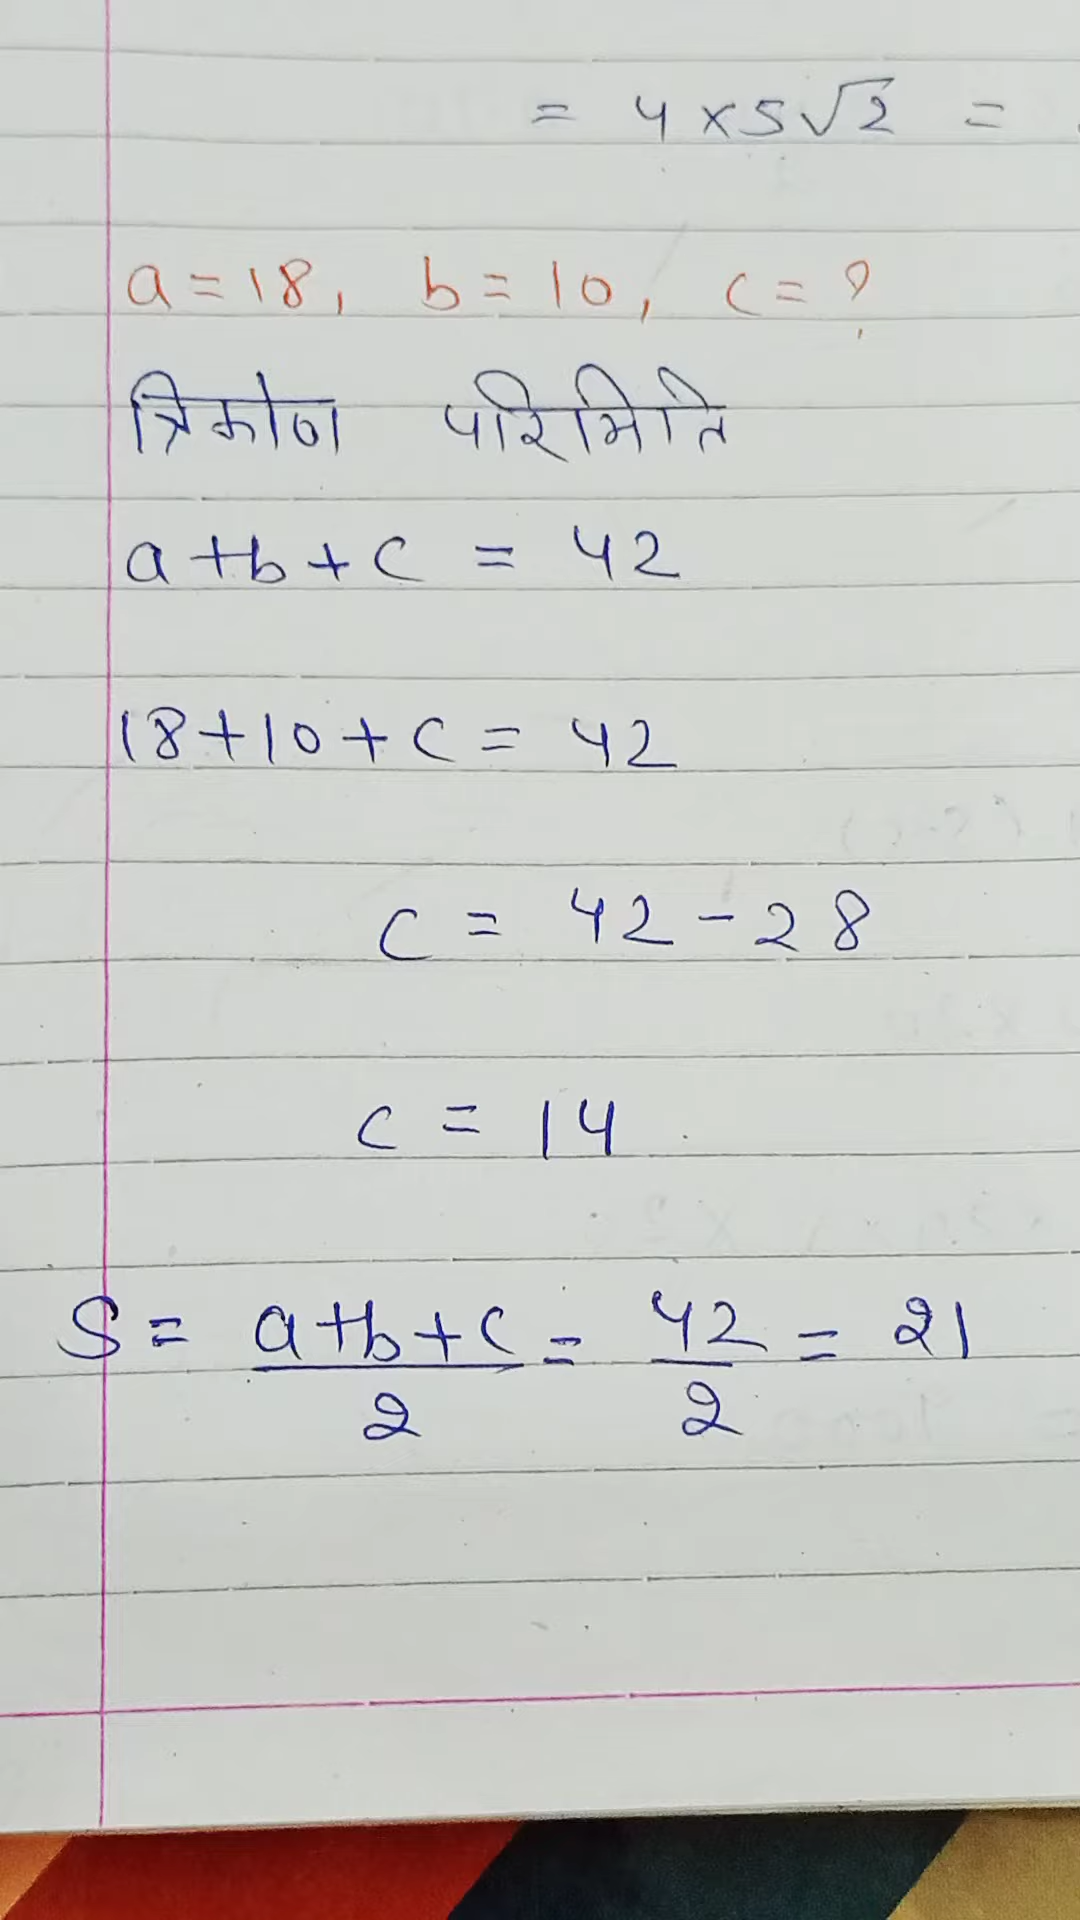 = 4 × 5√2 =
a = 18, b = 10, c = ?
त्रिकोण परिमिति
a + b + c = 42
18 + 10 + c = 42
c = 42 - 28
c = 14
S = a+b+c/2 = 42/2 = 21